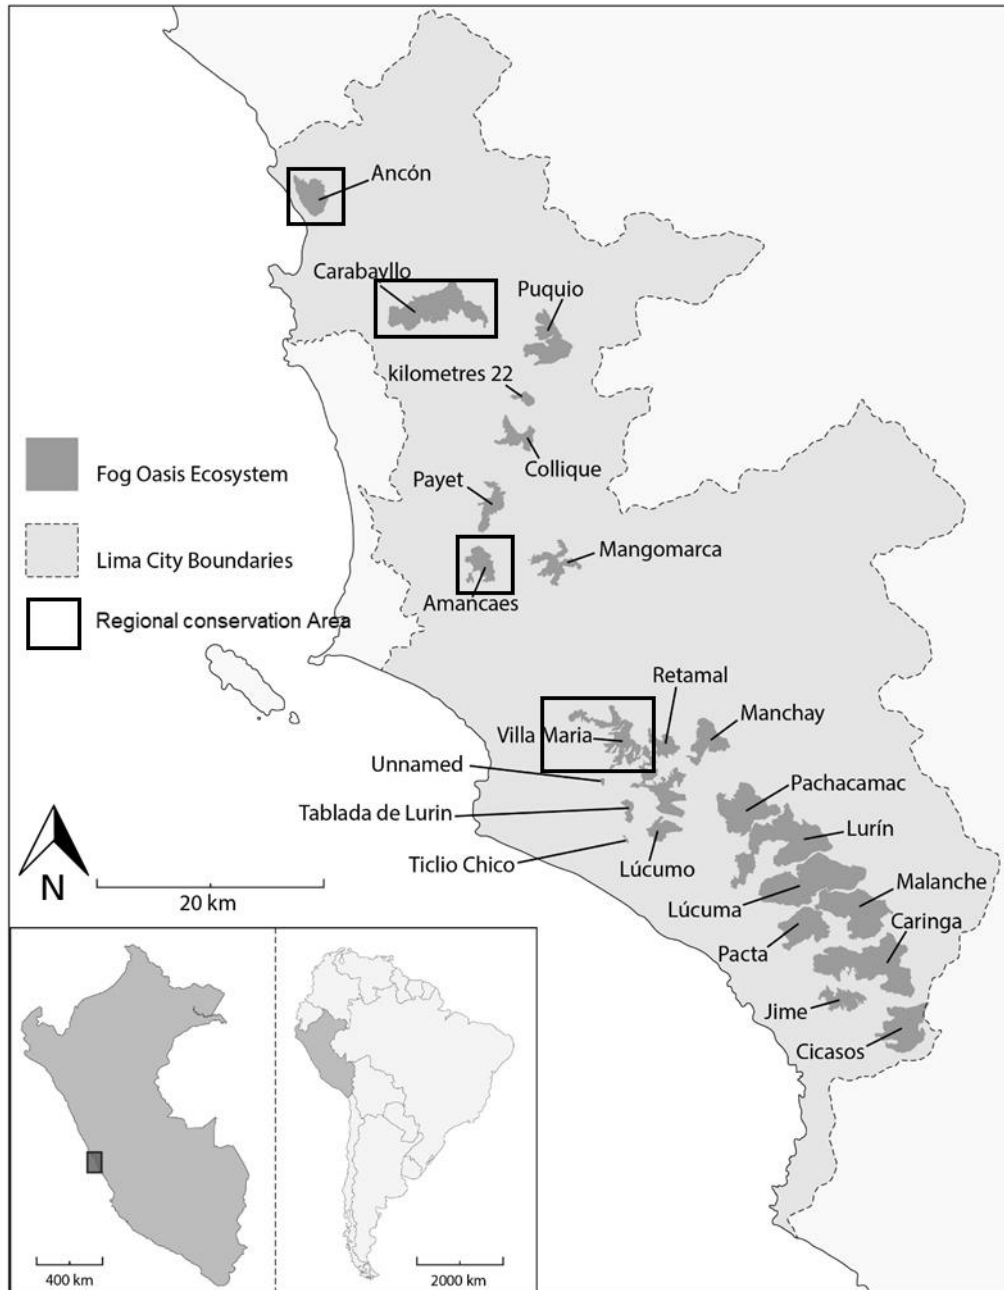 Ancón
Carabayllo
Puquio
kilometres 22
Collique
Payet
Mangomarca
Amancaes
Fog Oasis Ecosystem
Lima City Boundaries
Regional conservation Area
Retamal
Manchay
Villa Maria
Unnamed
Pachacamac
Tablada de Lurin
Lurín
Ticlio Chico
Lúcumo
Malanche
Lúcuma
Caringa
Pacta
Jime
Cicasos
N
20 km
400 km
2000 km